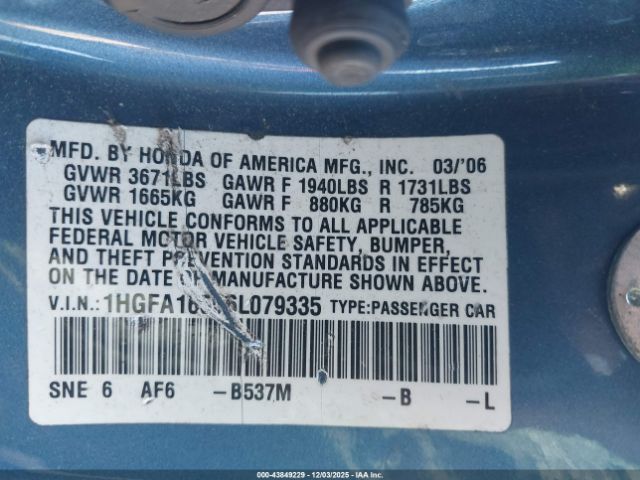 MFD. BY HONDA OF AMERICA MFG., INC. 03/'06
GVWR 3671LBS GAWR F 1940LBS R 1731LBS
GVWR 1665KG GAWR F 880KG R 785KG
THIS VEHICLE CONFORMS TO ALL APPLICABLE
FEDERAL MOTOR VEHICLE SAFETY, BUMPER,
AND THEFT PREVENTION STANDARDS IN EFFECT
ON THE DATE OF MANUFACTURE SHOWN ABOVE.
V.I.N.: TYPE:PASSENGER CAR
SNE 6 AF6 -B537M -B -L
000-43849229 - 12/03/2025 - IAAI.COM